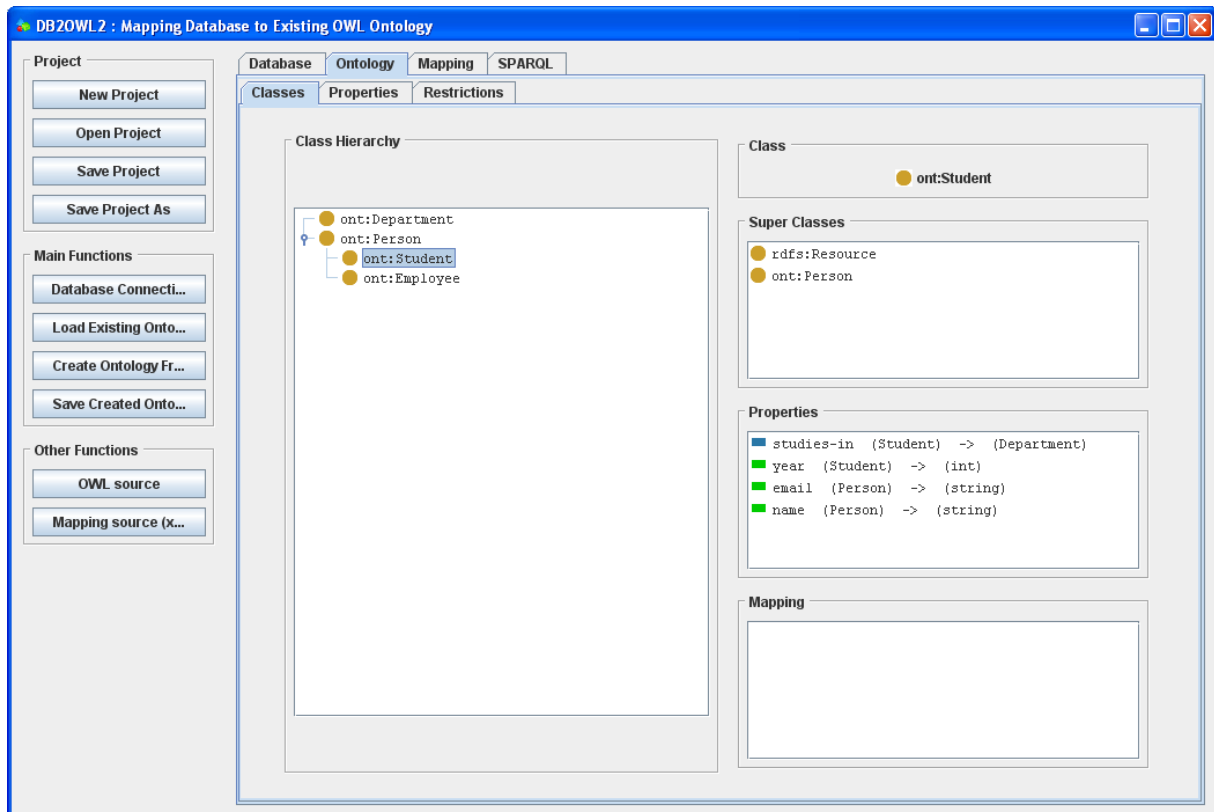 DB2OWL2 : Mapping Database to Existing OWL Ontology
Project
New Project
Open Project
Save Project
Save Project As
Main Functions
Database Connecti...
Load Existing Onto...
Create Ontology Fr...
Save Created Onto...
Other Functions
OWL source
Mapping source (x...
Database Ontology Mapping SPARQL
Classes Properties Restrictions
Class Hierarchy
ont:Department
ont:Person
ont:Student
ont:Employee
Class
ont:Student
Super Classes
rdfs:Resource
ont:Person
Properties
studies-in (Student) -> (Department)
year (Student) -> (int)
email (Person) -> (string)
name (Person) -> (string)
Mapping